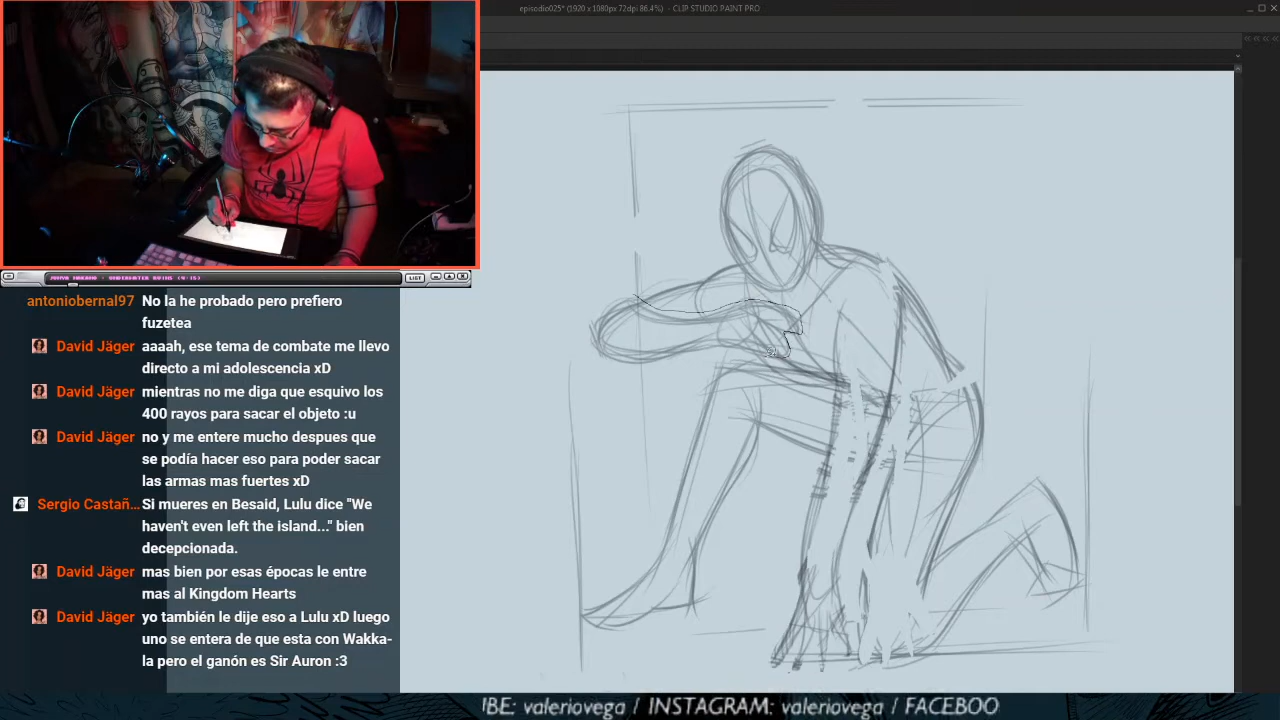 episodio025* (1920 x 1080px 72dpi 86.4%) - CLIP STUDIO PAINT PRO
LIST
antoniobernal97 No la he probado pero prefiero
fuzetea
David Jäger aaaah, ese tema de combate me llevo
directo a mi adolescencia xD
David Jäger mientras no me diga que esquivo los
400 rayos para sacar el objeto :u
David Jäger no y me entere mucho despues que
se podía hacer eso para poder sacar
las armas mas fuertes xD
Sergio Castañ... Si mueres en Besaid, Lulu dice "We
haven't even left the island..." bien
decepcionada.
David Jäger mas bien por esas épocas le entre
mas al Kingdom Hearts
David Jäger yo también le dije eso a Lulu xD luego
uno se entera de que esta con Wakka-
la pero el ganón es Sir Auron :3
IBE: valeriovega / INSTAGRAM: valeriovega / FACEBOO